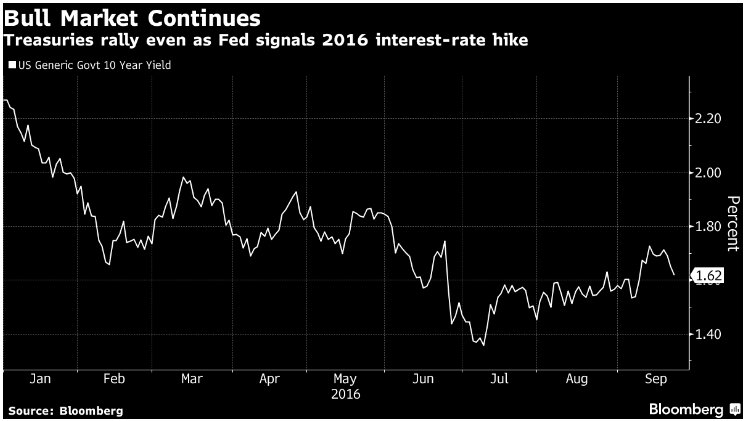 Bull Market Continues
Treasuries rally even as Fed signals 2016 interest-rate hike
US Generic Govt 10 Year Yield
2.20
2.00
1.80
1.62
1.40
Percent
Jan Feb Mar Apr May Jun Jul Aug Sep
2016
Source: Bloomberg
Bloomberg